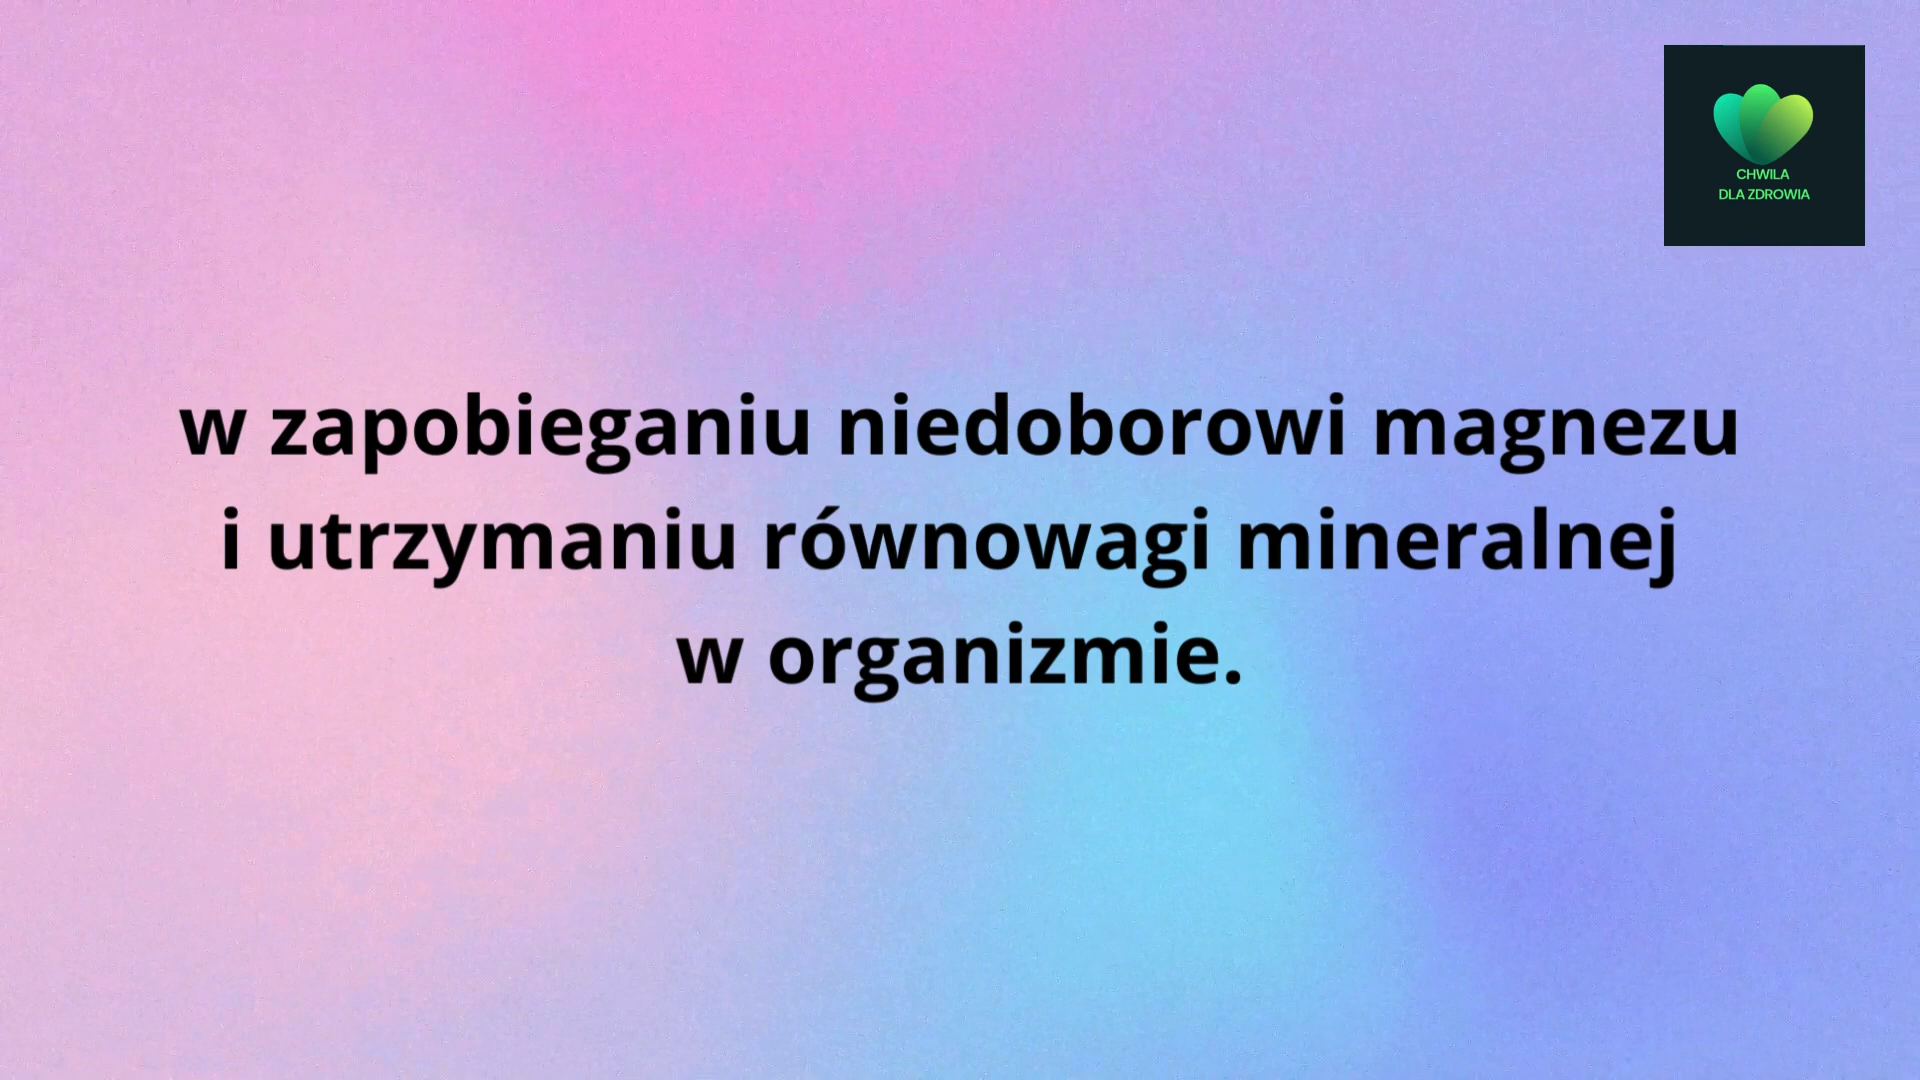 CHWILA
DLA ZDROWIA
w zapobieganiu niedoborowi magnezu
i utrzymaniu równowagi mineralnej
w organizmie.